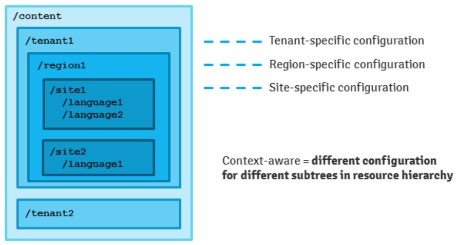 /content
/tenant1
/region1
/site1
/language1
/language2
/site2
/language1
/tenant2
Tenant-specific configuration
Region-specific configuration
Site-specific configuration
Context-aware = different configuration
for different subtrees in resource hierarchy